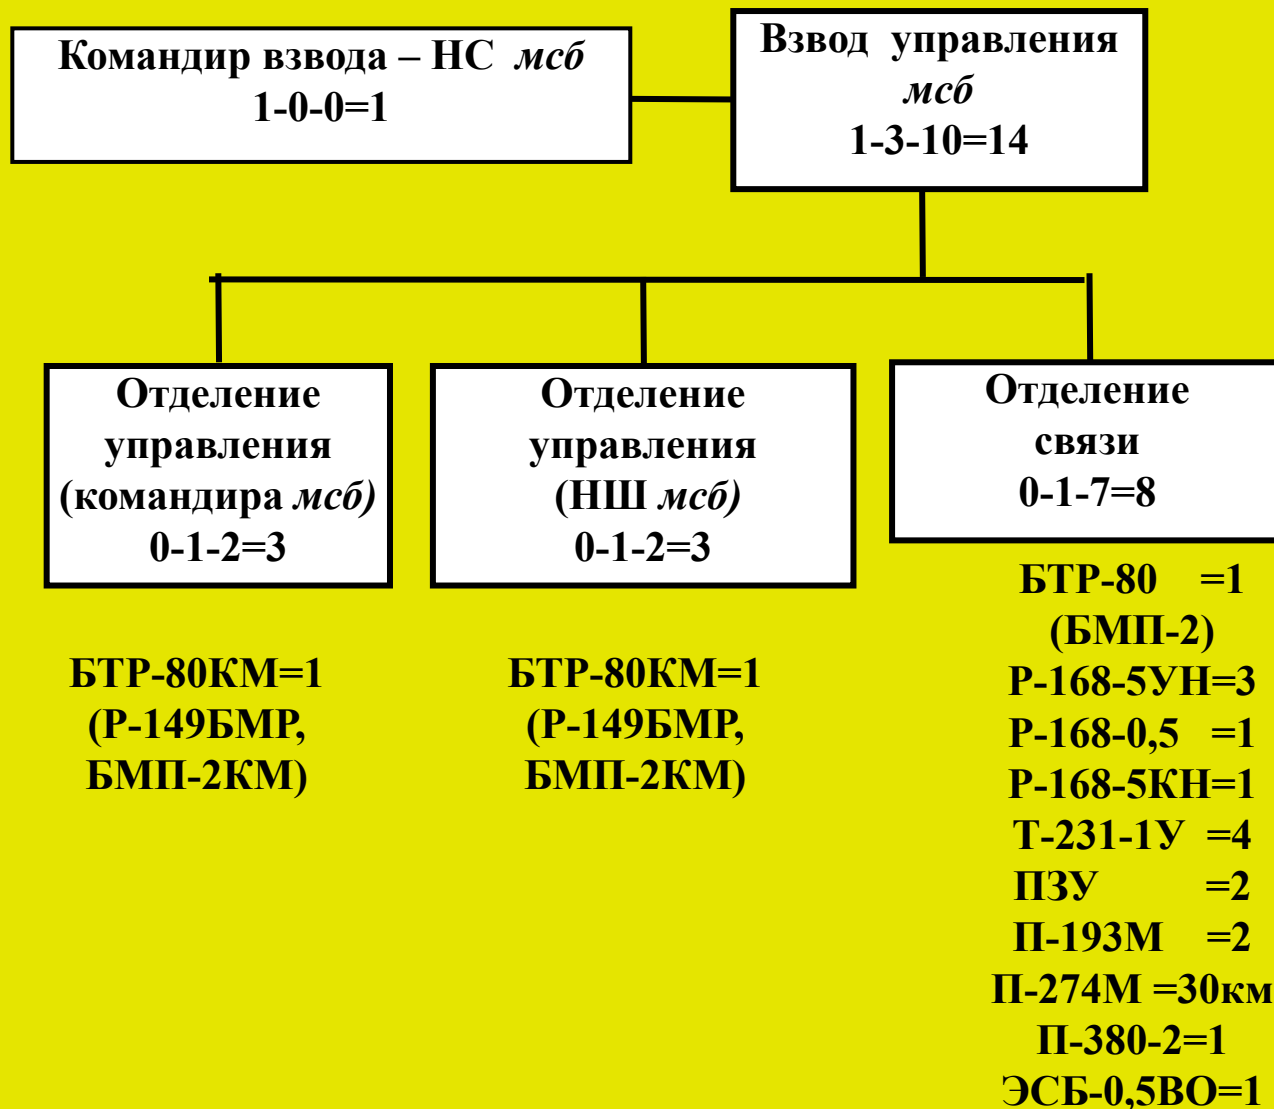 Командир взвода – НС мсб
1-0-0=1
Взвод управления
мсб
1-3-10=14
Отделение
управления
(командира мсб)
0-1-2=3
Отделение
управления
(НШ мсб)
0-1-2=3
Отделение
связи
0-1-7=8
БТР-80КМ=1
(Р-149БМР,
БМП-2КМ)
БТР-80КМ=1
(Р-149БМР,
БМП-2КМ)
БТР-80 =1
(БМП-2)
Р-168-5УН=3
Р-168-0,5 =1
Р-168-5КН=1
Т-231-1У =4
ПЗУ =2
П-193М =2
П-274М =30км
П-380-2=1
ЭСБ-0,5ВО=1